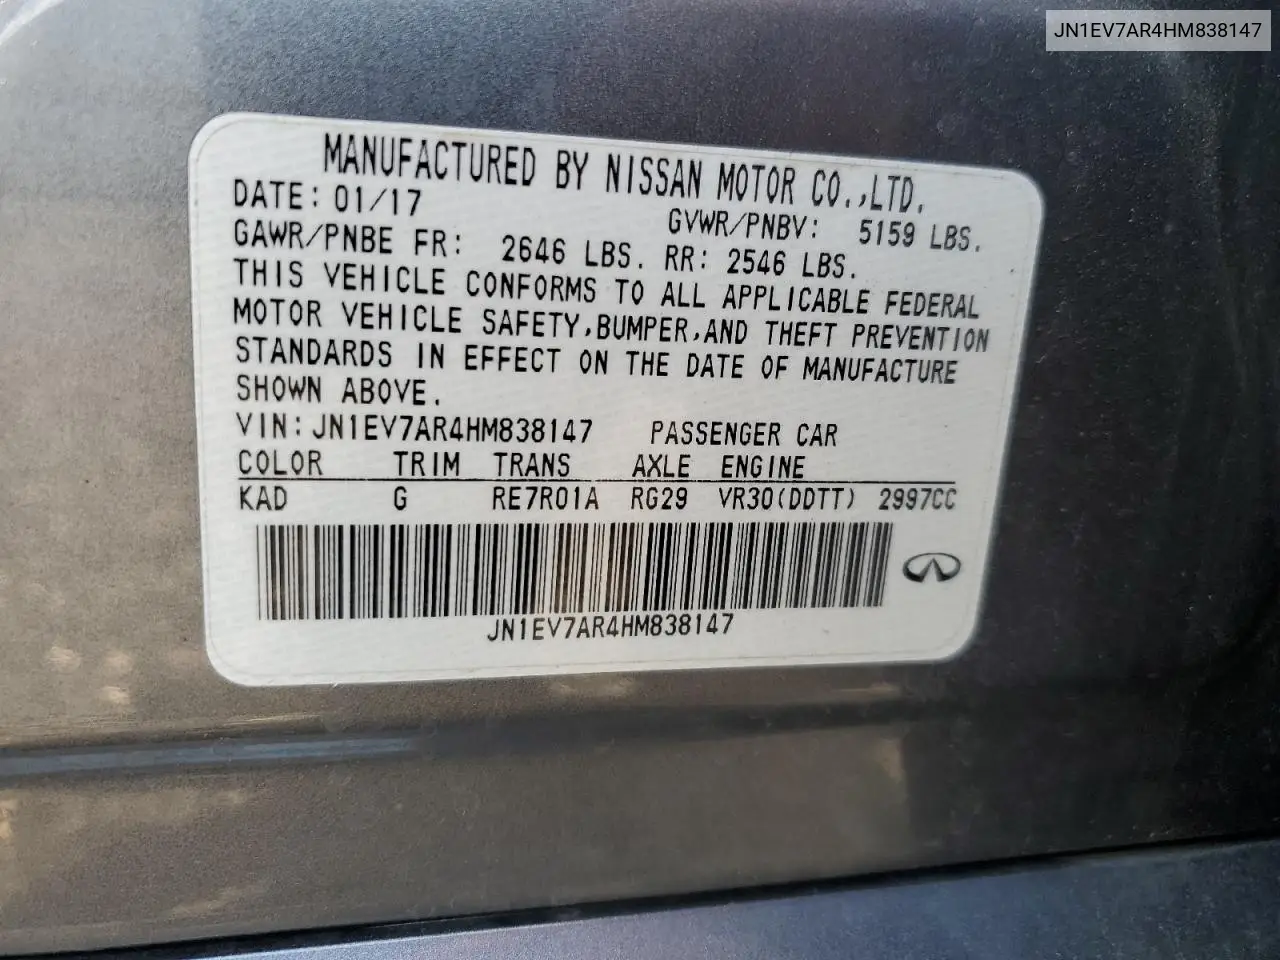 JN1EV7AR4HM838147
MANUFACTURED BY NISSAN MOTOR CO.,LTD.
DATE: 01/17 GVWR/PNBV: 5159 LBS.
GAWR/PNBE FR: 2646 LBS. RR: 2546 LBS.
THIS VEHICLE CONFORMS TO ALL APPLICABLE FEDERAL
MOTOR VEHICLE SAFETY,BUMPER,AND THEFT PREVENTION
STANDARDS IN EFFECT ON THE DATE OF MANUFACTURE
SHOWN ABOVE.
VIN:JN1EV7AR4HM838147 PASSENGER CAR
COLOR TRIM TRANS AXLE ENGINE
KAD G RE7R01A RG29 VR30(DDTT) 2997CC
JN1EV7AR4HM838147